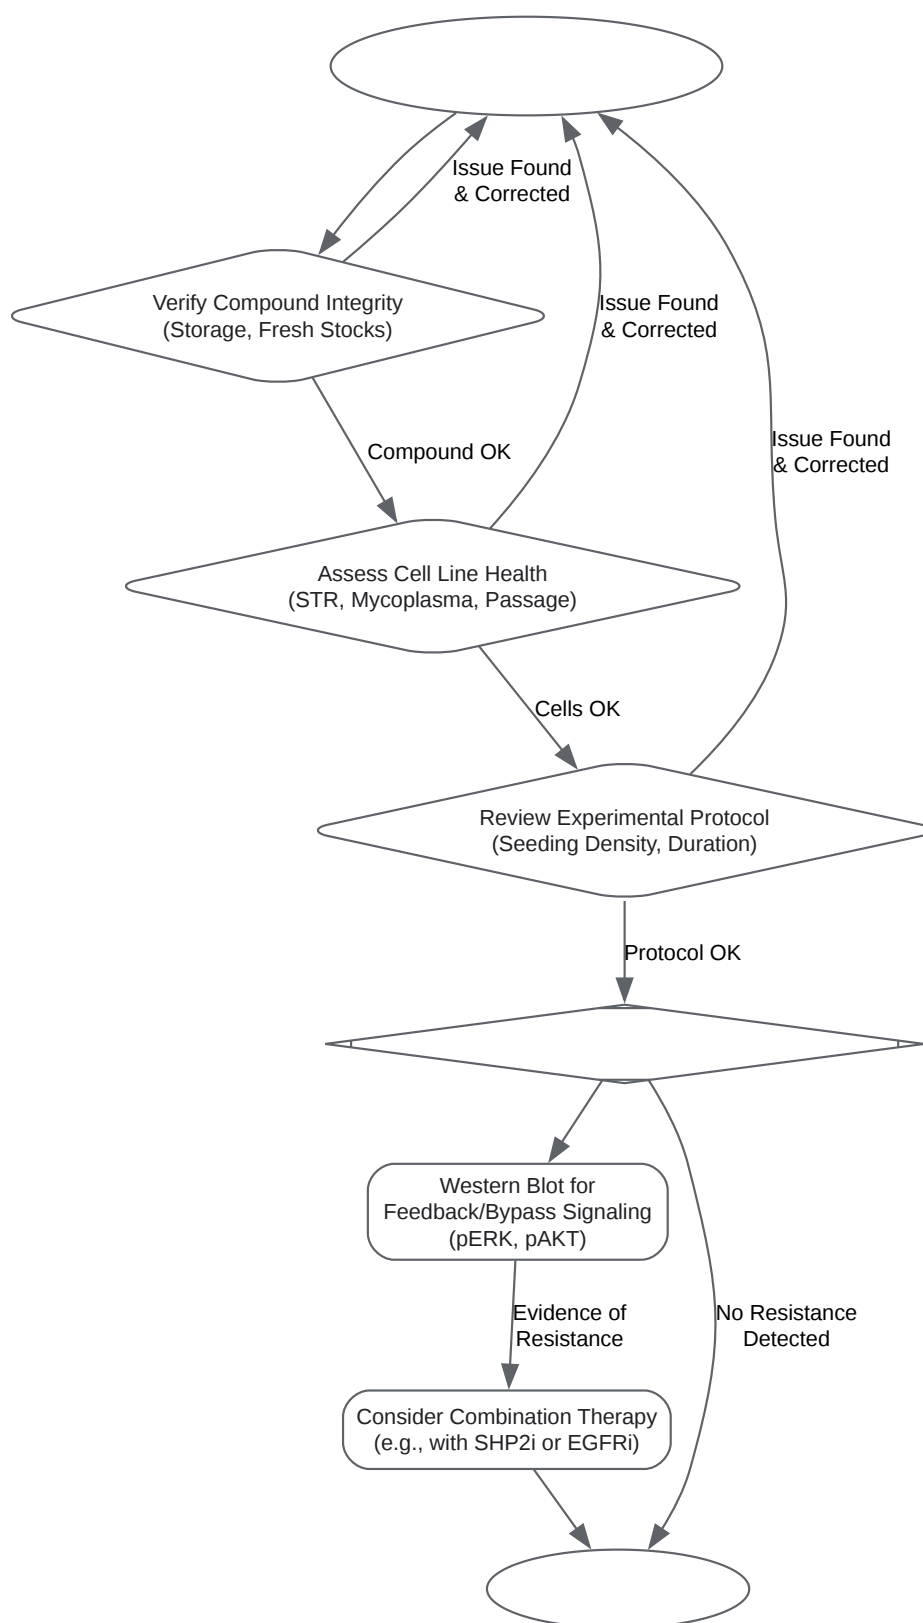 Issue Found
& Corrected
Verify Compound Integrity
(Storage, Fresh Stocks)
Issue Found
& Corrected
Issue Found
& Corrected
Compound OK
Assess Cell Line Health
(STR, Mycoplasma, Passage)
Cells OK
Review Experimental Protocol
(Seeding Density, Duration)
Protocol OK
Western Blot for
Feedback/Bypass Signaling
(pERK, pAKT)
Evidence of
Resistance
No Resistance
Detected
Consider Combination Therapy
(e.g., with SHP2i or EGFRi)